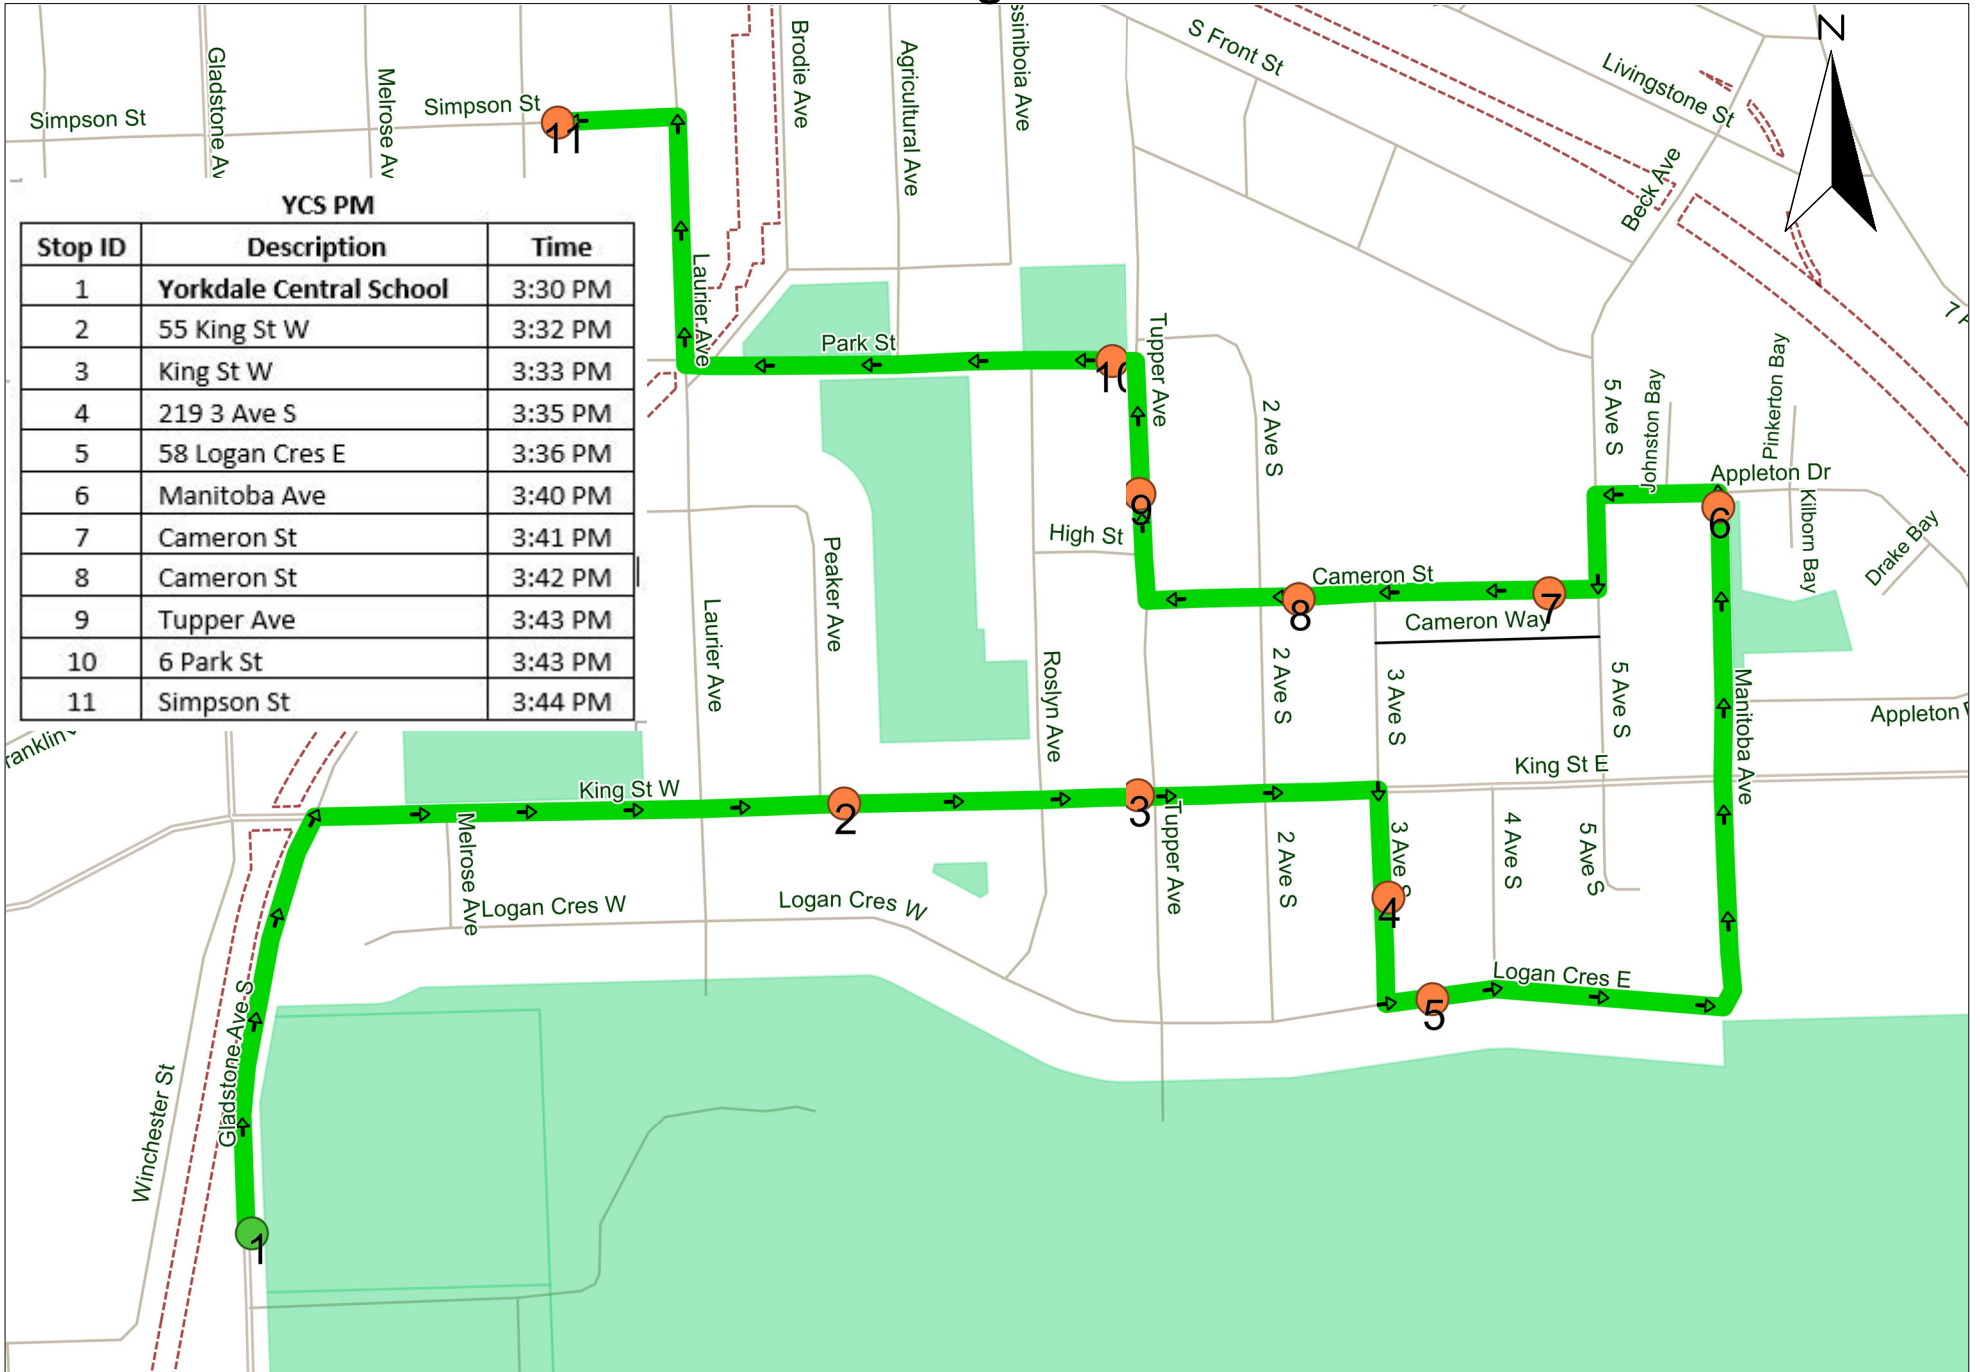 Gladstone Av
Melrose Av
Brodie Ave
Agricultural Ave
S Front St
Livingstone St
N
Simpson St
Simpson St
11
Beck Ave
YCS PM
Stop ID Description Time
1 Yorkdale Central School 3:30 PM
2 55 King St W 3:32 PM
3 King St W 3:33 PM
4 219 3 Ave S 3:35 PM
5 58 Logan Cres E 3:36 PM
6 Manitoba Ave 3:40 PM
7 Cameron St 3:41 PM
8 Cameron St 3:42 PM
9 Tupper Ave 3:43 PM
10 6 Park St 3:43 PM
11 Simpson St 3:44 PM
Laurier Ave
Park St
10
Tupper Ave
2 Ave S
5 Ave S
Johnston Bay
Pinkerton Bay
Appleton Dr
Kilborn Bay
Drake Bay
6
9
High St
Cameron St
8
7
Cameron Way
Peaker Ave
Laurier Ave
Roslyn Ave
2 Ave S
3 Ave S
5 Ave S
Manitoba Ave
Appleton
King St E
King St W
2
3
Melrose Ave
Tupper Ave
2 Ave S
3 Ave S
4 Ave S
5 Ave S
4
Logan Cres W
Logan Cres W
Logan Cres E
5
Gladstone Ave S
Winchester St
1